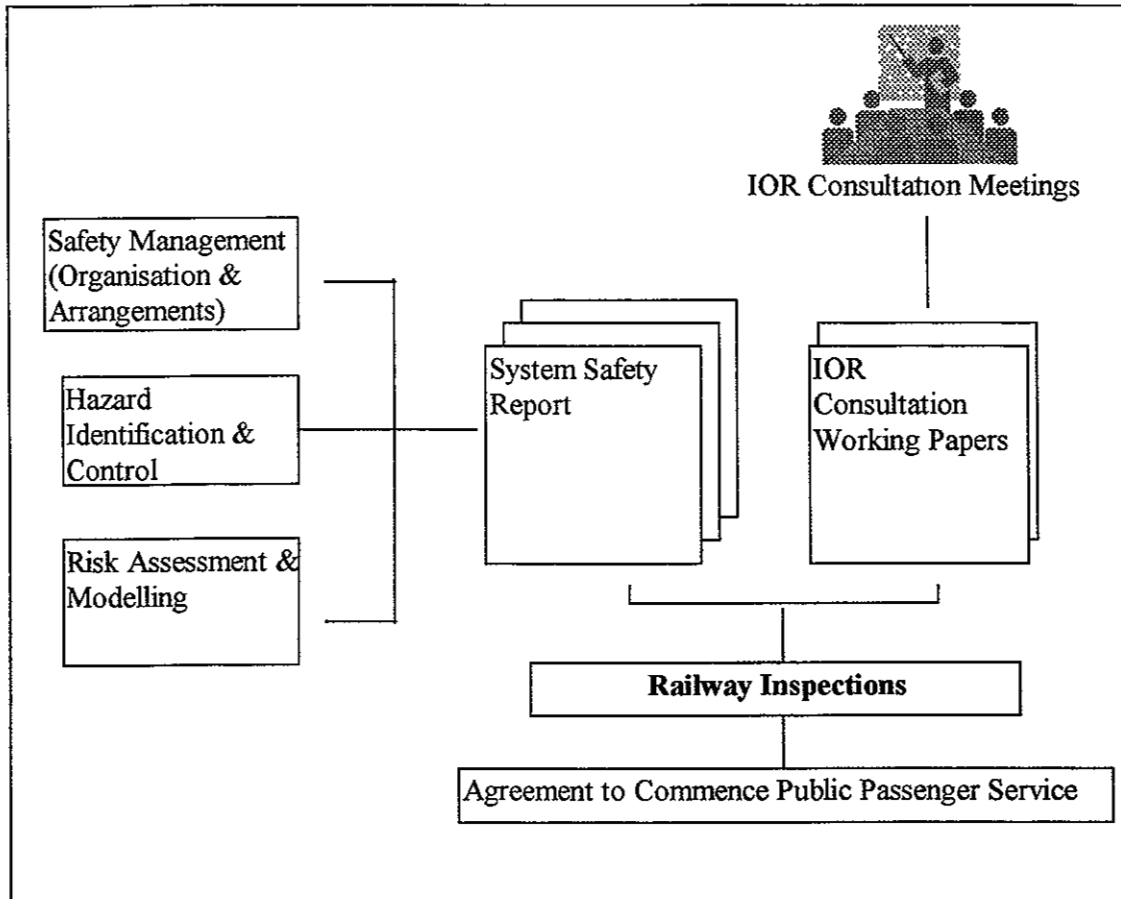 IOR Consultation Meetings
Safety Management
(Organisation &
Arrangements)
Hazard
Identification &
Control
Risk Assessment &
Modelling
System Safety
Report
IOR
Consultation
Working Papers
Railway Inspections
Agreement to Commence Public Passenger Service